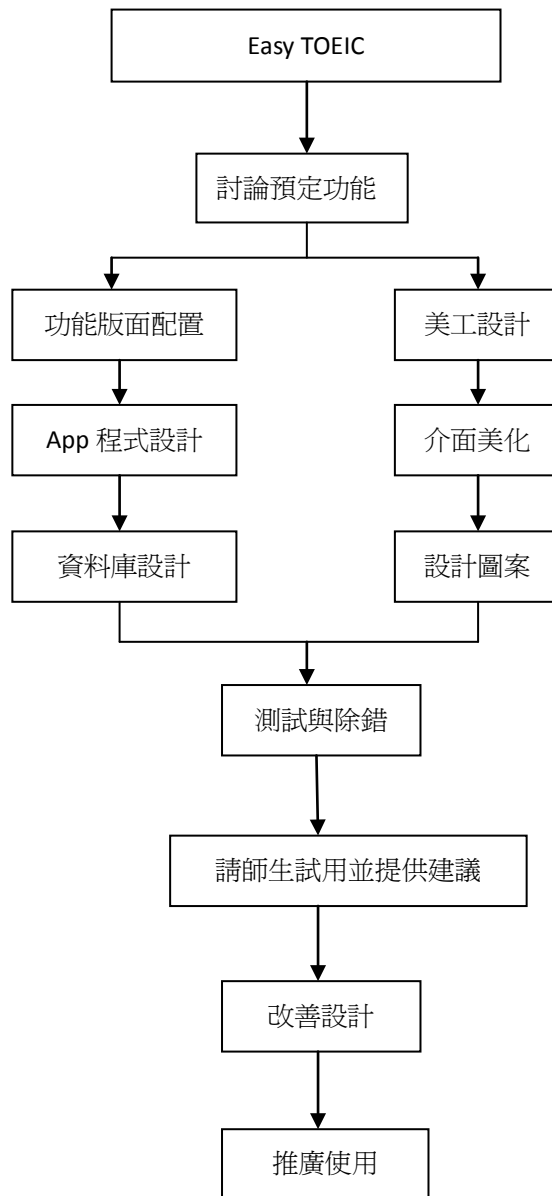 Easy TOEIC
討論預定功能
功能版面配置
美工設計
App 程式設計
介面美化
資料庫設計
設計圖案
測試與除錯
請師生試用並提供建議
改善設計
推廣使用